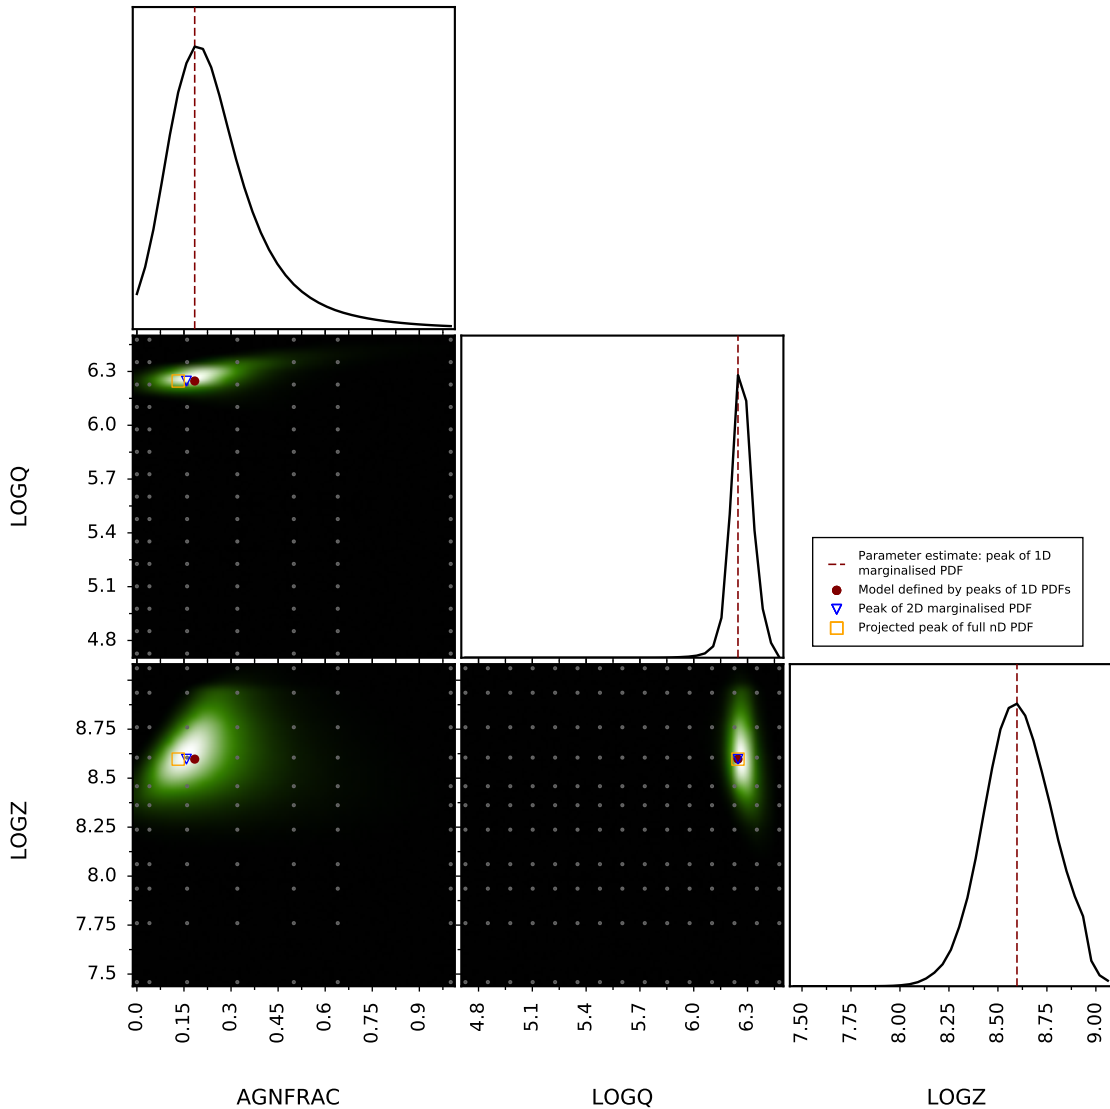 6.3
6.0
5.7
5.4
5.1
4.8
LOGQ
Parameter estimate: peak of 1D
marginalised PDF
Model defined by peaks of 1D PDFs
Peak of 2D marginalised PDF
Projected peak of full nD PDF
8.75
8.5
8.25
8.0
7.75
7.5
LOGZ
0.0 0.15 0.3 0.45 0.6 0.75 0.9
4.8 5.1 5.4 5.7 6.0 6.3
7.50 7.75 8.00 8.25 8.50 8.75 9.00
AGNFRAC LOGQ LOGZ